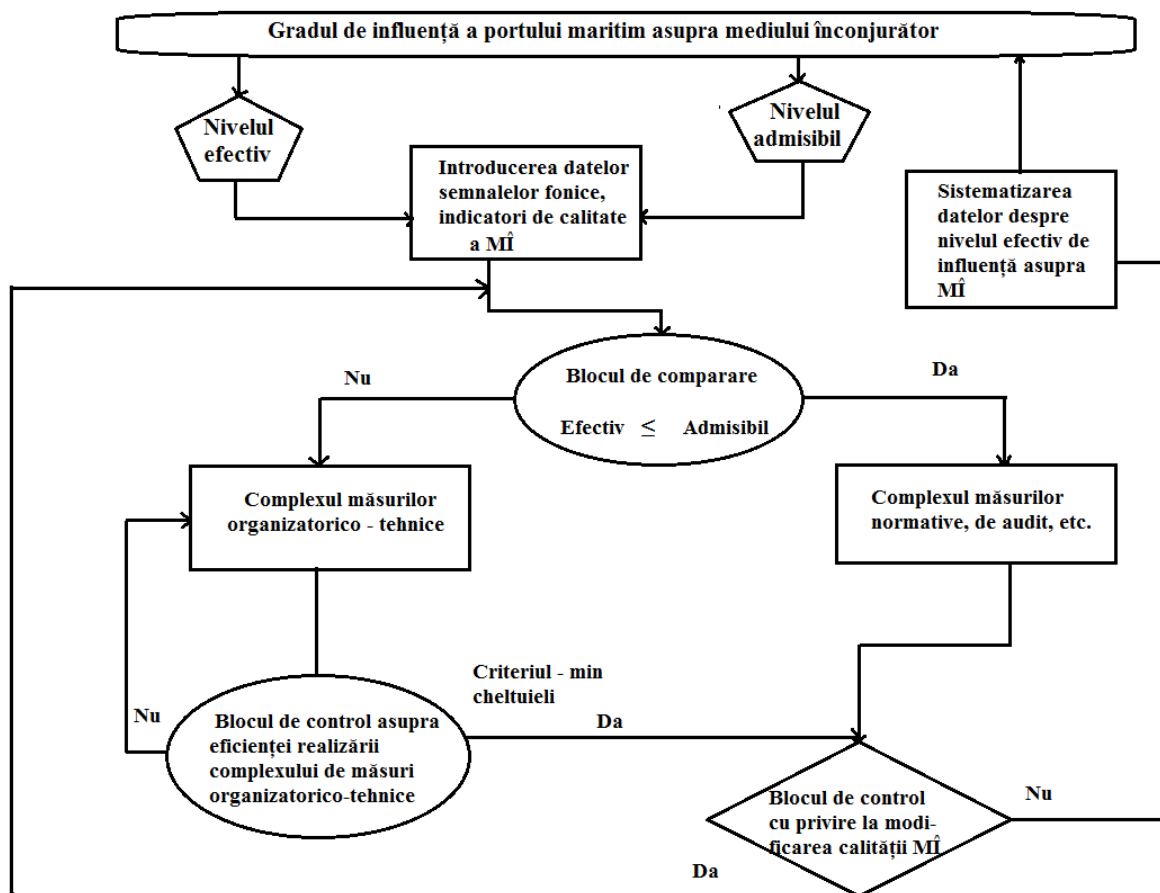 Gradul de influență a portului maritim asupra mediului înconjurător
Nivelul
efectiv
Nivelul
admisibil
Introducerea datelor
semnalelor fonice,
indicatori de calitate
a MÎ
Sistematizarea
datelor despre
nivelul efectiv de
influență asupra
MÎ
Nu
Blocul de comparare
Efectiv ≤ Admisibil
Da
Complexul măsurilor
organizatorico - tehnice
Complexul măsurilor
normative, de audit, etc.
Criteriul - min
cheltuieli
Nu
Da
Blocul de control asupra
eficienței realizării
complexului de măsuri
organizatorico-tehnice
Blocul de control
cu privire la modi-
ficarea calității MÎ
Nu
Da